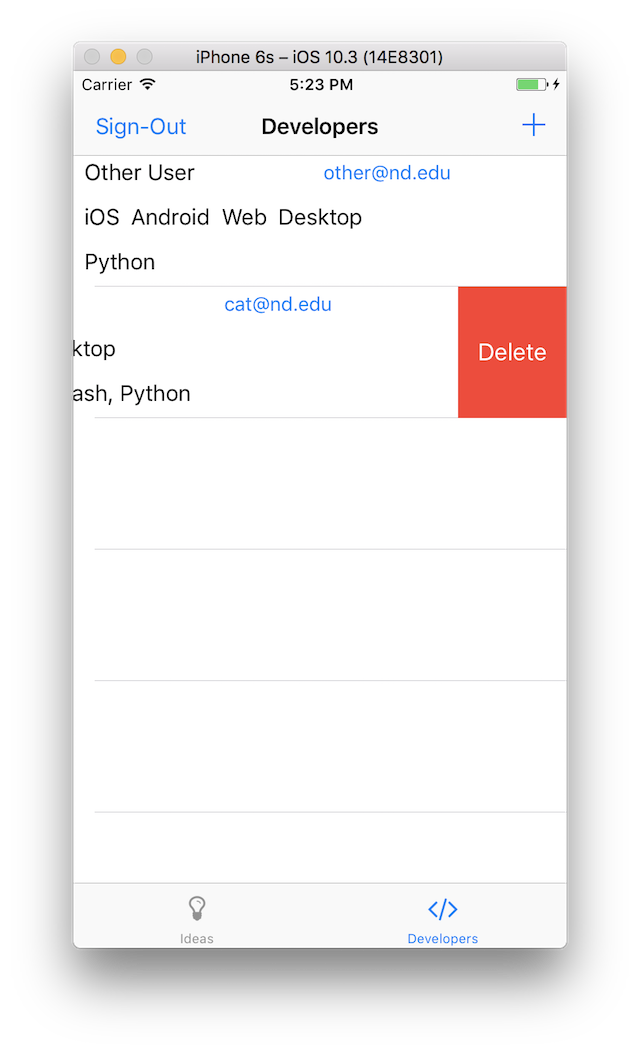 iPhone 6s – iOS 10.3 (14E8301)
Carrier 5:23 PM
Sign-Out Developers +
Other User other@nd.edu
iOS Android Web Desktop
Python
cat@nd.edu
ktop
Delete
ash, Python
Ideas Developers